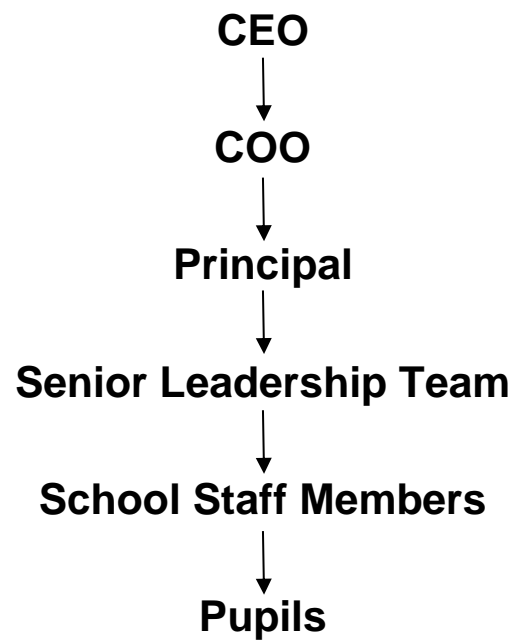 CEO
COO
Principal
Senior Leadership Team
School Staff Members
Pupils